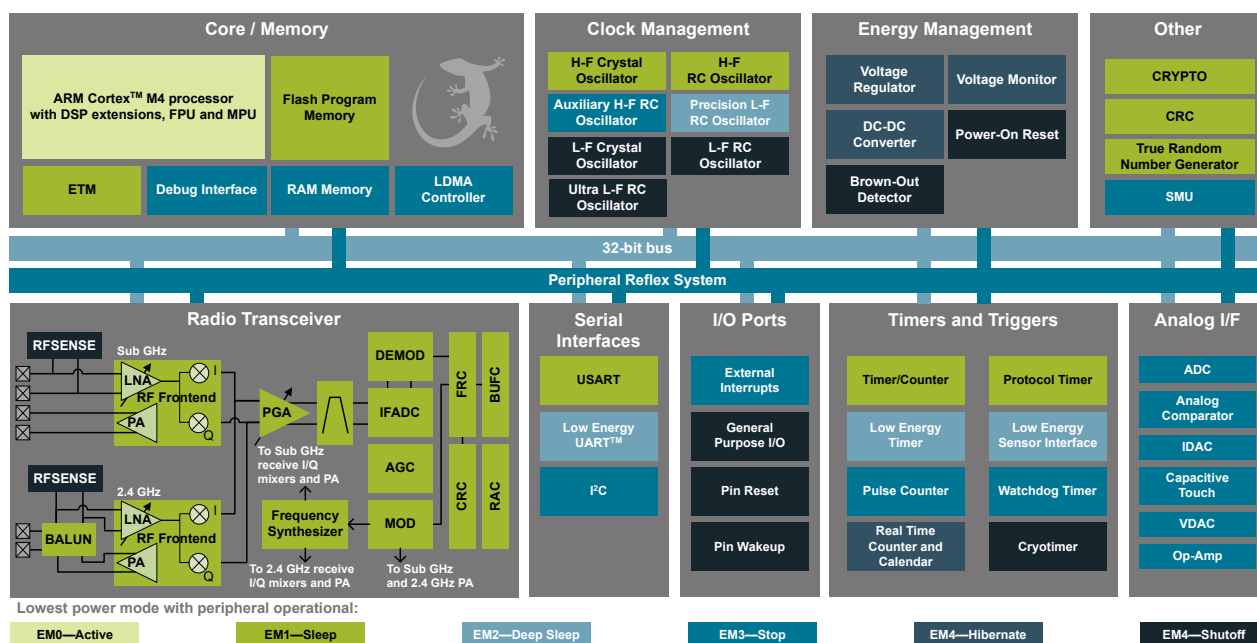 Core / Memory
ARM Cortex™ M4 processor
with DSP extensions, FPU and MPU
Flash Program
Memory
ETM
Debug Interface
RAM Memory
LDMA
Controller
Clock Management
H-F Crystal
Oscillator
H-F
RC Oscillator
Auxiliary H-F RC
Oscillator
Precision L-F
RC Oscillator
L-F Crystal
Oscillator
L-F RC
Oscillator
Ultra L-F RC
Oscillator
Energy Management
Voltage
Regulator
Voltage Monitor
DC-DC
Converter
Power-On Reset
Brown-Out
Detector
Other
CRYPTO
CRC
True Random
Number Generator
SMU
32-bit bus
Peripheral Reflex System
Radio Transceiver
RFSENSE
Sub GHz
LNA
RF Frontend
PA
I
Q
PGA
To Sub GHz
receive I/Q
mixers and PA
DEMOD
IFADC
AGC
MOD
FRC
BUFC
CRC
RAC
RFSENSE
2.4 GHz
LNA
BALUN
RF Frontend
PA
I
Q
Frequency
Synthesizer
To 2.4 GHz receive
I/Q mixers and PA
To Sub GHz
and 2.4 GHz PA
Serial
Interfaces
USART
Low Energy
UART™
I²C
I/O Ports
External
Interrupts
General
Purpose I/O
Pin Reset
Pin Wakeup
Timers and Triggers
Timer/Counter
Protocol Timer
Low Energy
Timer
Low Energy
Sensor Interface
Pulse Counter
Watchdog Timer
Real Time
Counter and
Calendar
Cryotimer
Analog I/F
ADC
Analog
Comparator
IDAC
Capacitive
Touch
VDAC
Op-Amp
Lowest power mode with peripheral operational:
EM0—Active
EM1—Sleep
EM2—Deep Sleep
EM3—Stop
EM4—Hibernate
EM4—Shutoff